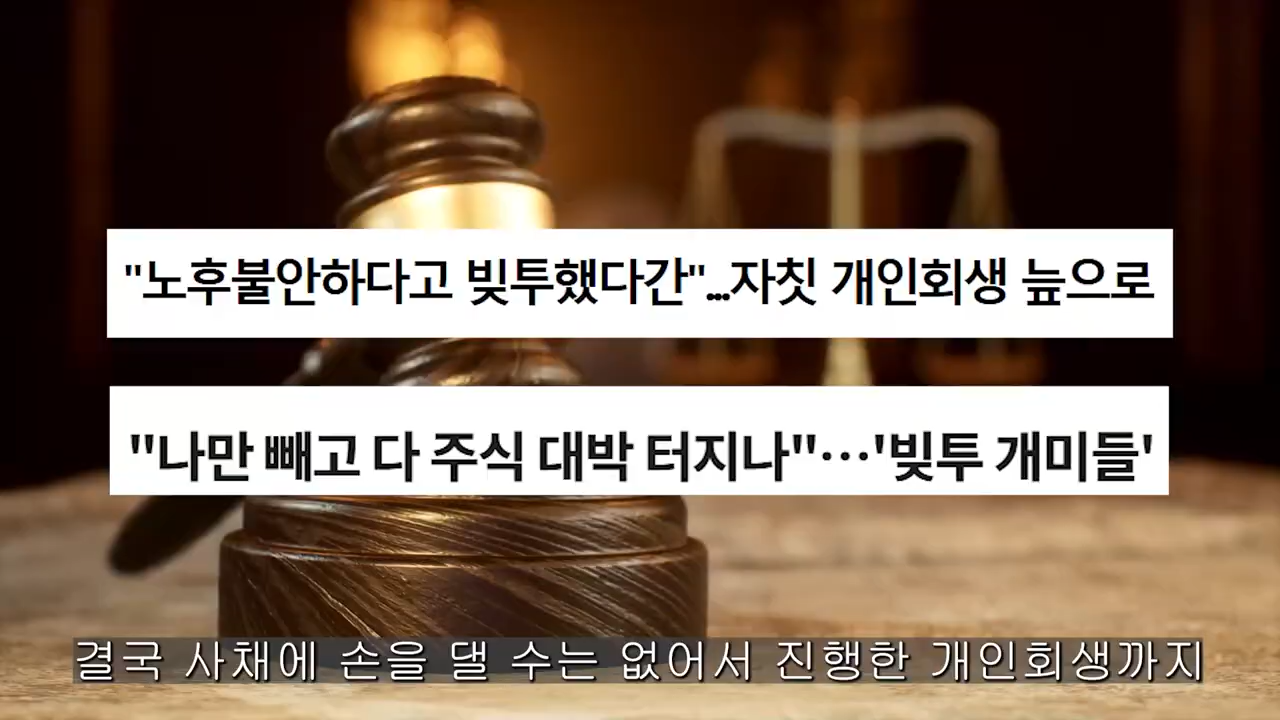 "노후불안하다고 빚투했다간"...자칫 개인회생 늪으로
"나만 빼고 다 주식 대박 터지나"…'빚투 개미들'
결국 사채에 손을 댈 수는 없어서 진행한 개인회생까지